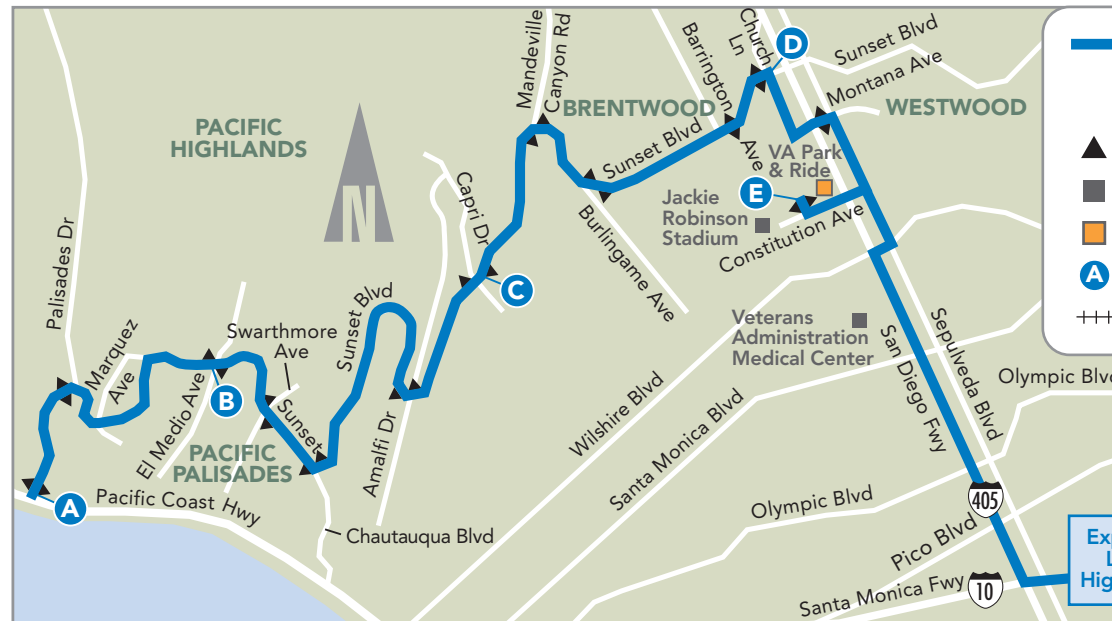 Church
Ln
D
Sunset Blvd
Mandeville
Canyon Rd
Barrington
Ave
Montana Ave
BRENTWOOD
WESTWOOD
PACIFIC
HIGHLANDS
N
Sunset Blvd
VA Park
& Ride
E
Jackie
Robinson
Stadium
Constitution Ave
Capri Dr
Burlingame Ave
C
Palisades Dr
Sunset Blvd
Marquez
Ave
Swarthmore
Ave
B
El Medio Ave
Sunset
PACIFIC
PALISADES
Amalfi Dr
Veterans
Administration
Medical Center
San Diego Fwy
Sepulveda Blvd
Wilshire Blvd
Santa Monica Blvd
Olympic Blvd
A
Pacific Coast Hwy
Chautauqua Blvd
Olympic Blvd
405
Pico Blvd
Santa Monica Fwy
10
A